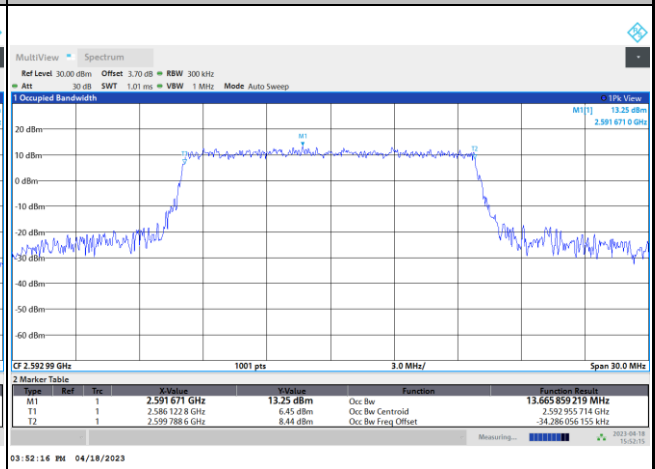 MultiView Spectrum
Ref Level 30.00 dBm Offset 3.70 dB RBW 300 kHz
Att 30 dB SWT 1.01 ms VBW 1 MHz Mode Auto Sweep
1 Occupied Bandwidth 1Pk View
M1[1] 13.25 dBm
2.591 671 0 GHz
20 dBm
M1
10 dBm
T1 T2
0 dBm
-10 dBm
-20 dBm
-30 dBm
-40 dBm
-50 dBm
-60 dBm
CF 2.592 99 GHz 1001 pts 3.0 MHz/ Span 30.0 MHz
2 Marker Table
Type Ref Trc X-Value Y-Value Function Function Result
M1 1 2.591 671 GHz 13.25 dBm Occ Bw 13.665 859 219 MHz
T1 1 2.586 122 8 GHz 6.45 dBm Occ Bw Centroid 2.592 955 714 GHz
T2 1 2.599 788 6 GHz 8.44 dBm Occ Bw Freq Offset -34.286 056 155 kHz
Measuring... 2023-04-18
15:52:15
03:52:16 PM 04/18/2023